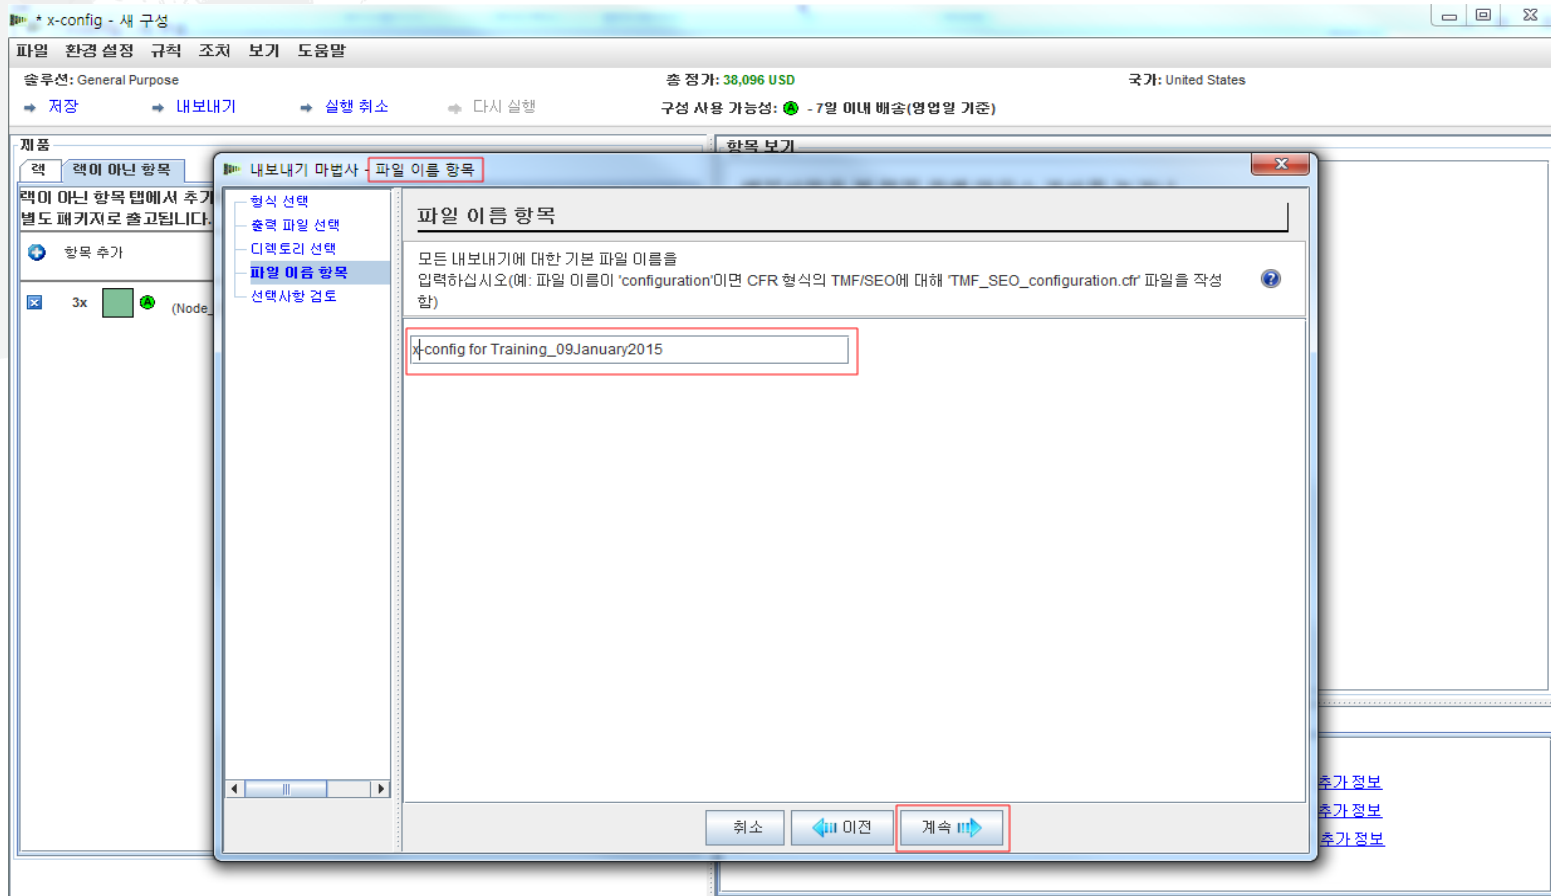 * x-config - 새 구성
파일 환경 설정 규칙 조치 보기 도움말
솔루션: General Purpose
총 정가: 38,096 USD
국가: United States
저장 내보내기 실행 취소 다시 실행
구성 사용 가능성: A - 7일 이내 배송(영업일 기준)
제품
항목 보기
랙 랙이 아닌 항목
랙이 아닌 항목 탭에서 추가
별도 패키지로 출고됩니다.
항목 추가
3x A (Node_
내보내기 마법사 - 파일 이름 항목
형식 선택
출력 파일 선택
디렉토리 선택
파일 이름 항목
선택사항 검토
파일 이름 항목
모든 내보내기에 대한 기본 파일 이름을
입력하십시오(예: 파일 이름이 'configuration'이면 CFR 형식의 TMF/SEO에 대해 'TMF_SEO_configuration.cfr' 파일을 작성
함)
x-config for Training_09January2015
취소 이전 계속
추가 정보
추가 정보
추가 정보